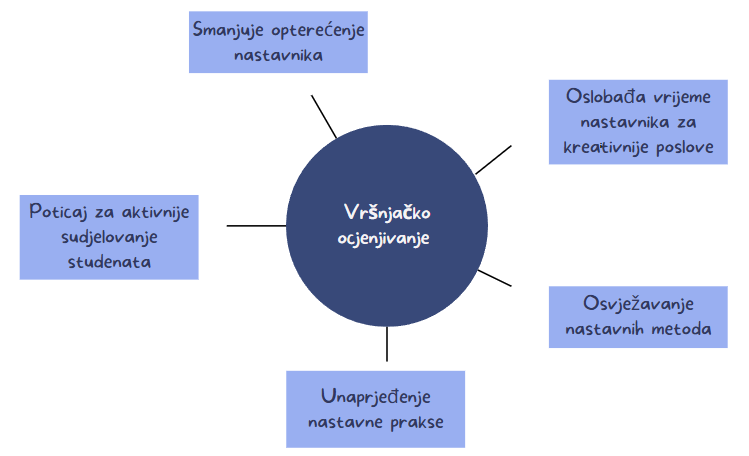 Smanjuje opterećenje
nastavnika
Oslobađa vrijeme
nastavnika za
kreativnije poslove
Vršnjačko
ocjenjivanje
Poticaj za aktivnije
sudjelovanje
studenata
Osvježavanje
nastavnih metoda
Unaprjeđenje
nastavne prakse